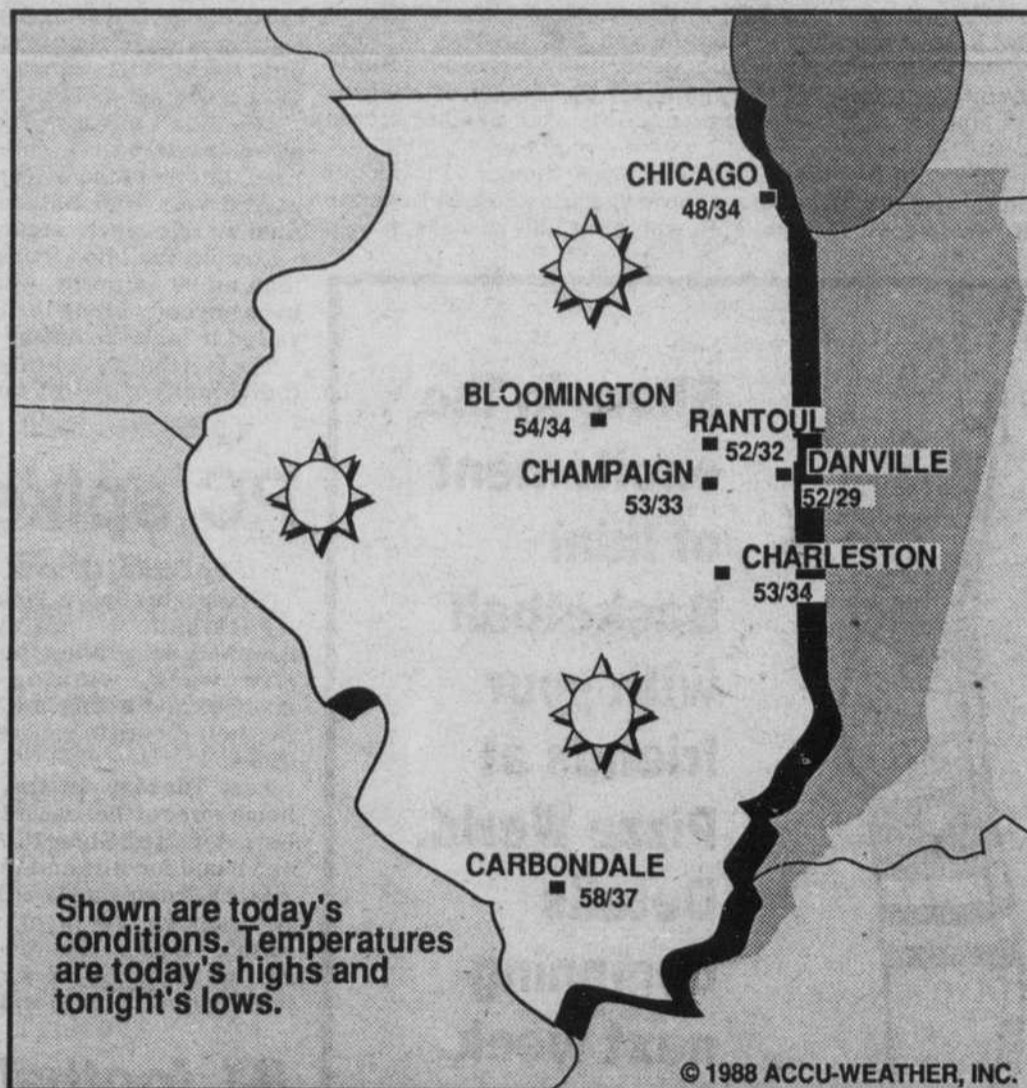 CHICAGO
48/34
BLOOMINGTON
54/34
RANTOUL
52/32
DANVILLE
52/29
CHAMPAIGN
53/33
CHARLESTON
53/34
CARBONDALE
58/37
Shown are today's
conditions. Temperatures
are today's highs and
tonight's lows.
© 1988 ACCU-WEATHER, INC.